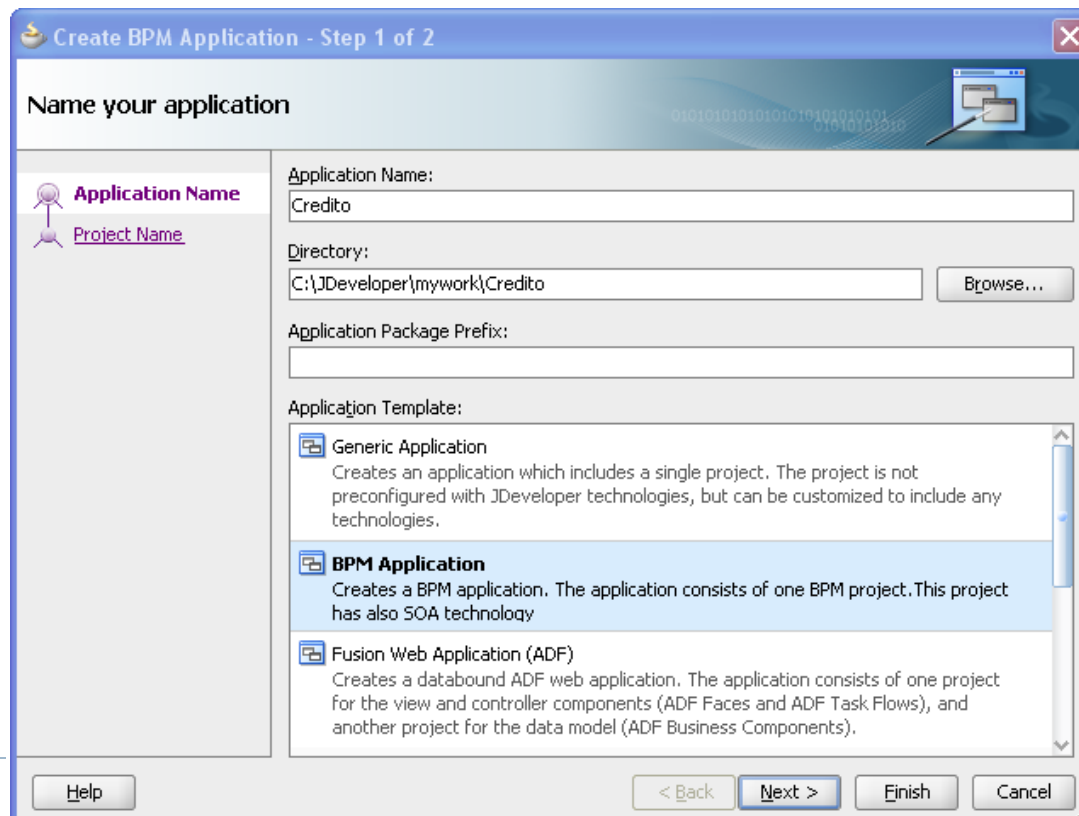 Create BPM Application - Step 1 of 2
Name your application
0101010101010101010101010101
01010101010
Application Name
Project Name
Application Name:
Credito
Directory:
C:\JDeveloper\mywork\Credito
Browse...
Application Package Prefix:
Application Template:
Generic Application
Creates an application which includes a single project. The project is not
preconfigured with JDeveloper technologies, but can be customized to include any
technologies.
BPM Application
Creates a BPM application. The application consists of one BPM project.This project
has also SOA technology
Fusion Web Application (ADF)
Creates a databound ADF web application. The application consists of one project
for the view and controller components (ADF Faces and ADF Task Flows), and
another project for the data model (ADF Business Components).
Help
< Back
Next >
Finish
Cancel